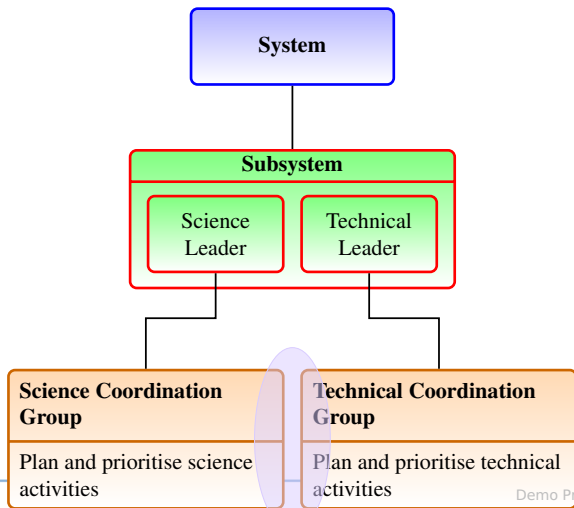 System
Subsystem
Science
Leader
Technical
Leader
Science Coordination
Group
Plan and prioritise science
activities
Technical Coordination
Group
Plan and prioritise technical
activities
Demo